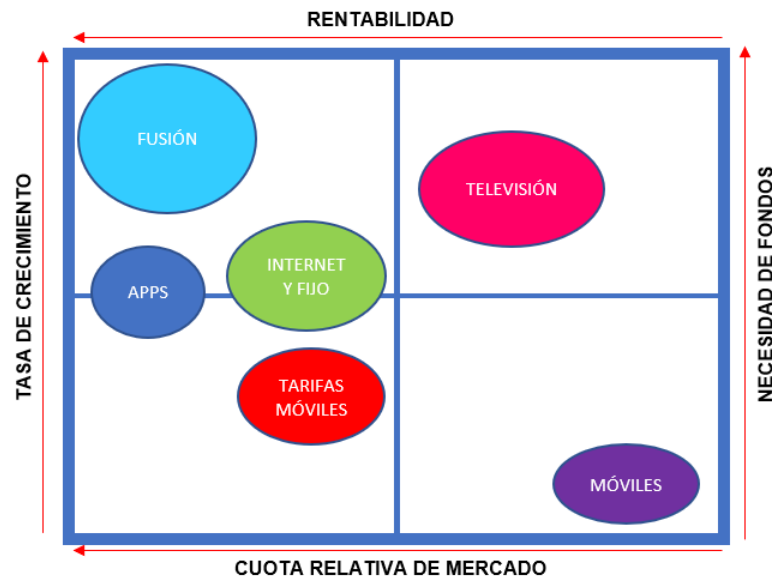 RENTABILIDAD
TASA DE CRECIMIENTO
NECESIDAD DE FONDOS
FUSIÓN
TELEVISIÓN
APPS
INTERNET
Y FIJO
TARIFAS
MÓVILES
MÓVILES
CUOTA RELATIVA DE MERCADO